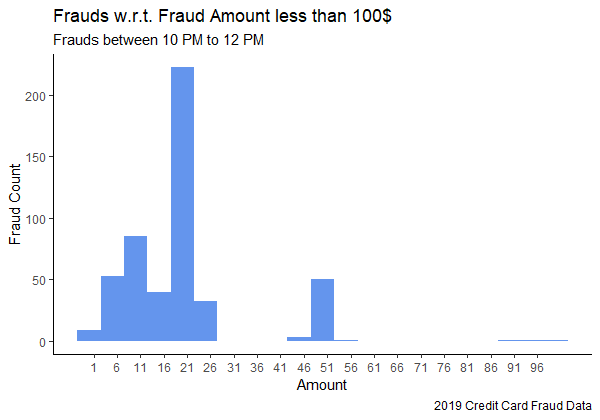 Frauds w.r.t. Fraud Amount less than 100$
Frauds between 10 PM to 12 PM
200
150
100
50
0
Fraud Count
1 6 11 16 21 26 31 36 41 46 51 56 61 66 71 76 81 86 91 96
Amount
2019 Credit Card Fraud Data